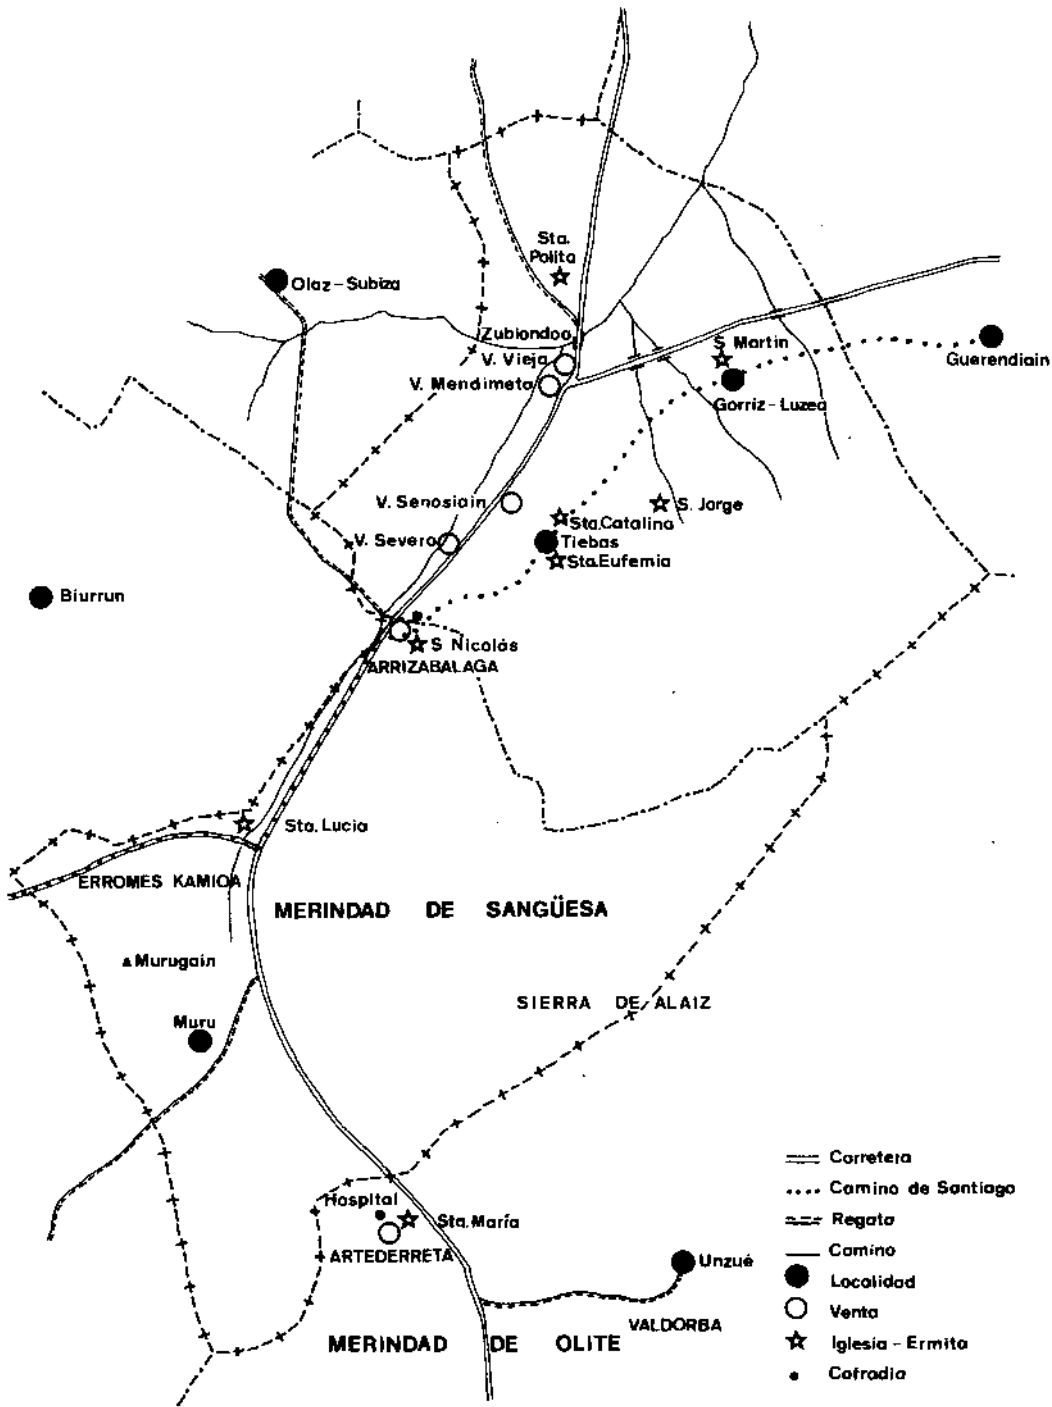 Sta.
Polita
Olaz-Subiza
Zubiondoa
V. Vieja
V. Mendimeta
S Martin
Guerendiain
Gorriz-Luzea
V. Senosiain
S. Jorge
Sta.Catalina
V. Severo
Tiebas
Sta.Eufemia
Biurrun
S Nicolás
ARRIZABALAGA
Sta. Lucia
ERROMES KAMIOA
MERINDAD DE SANGÜESA
Murugain
SIERRA DE ALAIZ
Muru
Hospital
Sta. María
ARTEDERRETA
Unzué
VALDORBA
MERINDAD DE OLITE
Carretera
Camino de Santiago
Regata
Camino
Localidad
Venta
Iglesia - Ermita
Cofradia